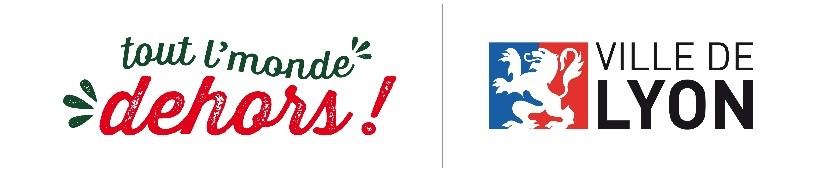 tout l'monde
dehors !
VILLE DE
LYON